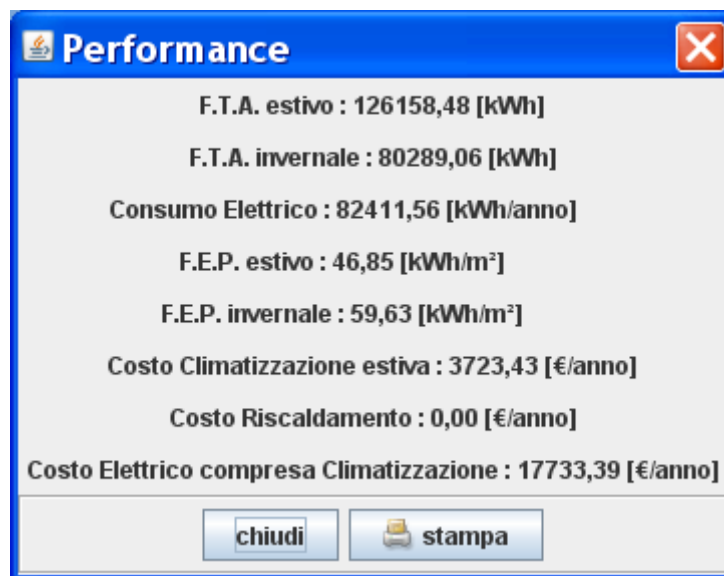 Performance
F.T.A. estivo : 126158,48 [kWh]
F.T.A. invernale : 80289,06 [kWh]
Consumo Elettrico : 82411,56 [kWh/anno]
F.E.P. estivo : 46,85 [kWh/m²]
F.E.P. invernale : 59,63 [kWh/m²]
Costo Climatizzazione estiva : 3723,43 [€/anno]
Costo Riscaldamento : 0,00 [€/anno]
Costo Elettrico compresa Climatizzazione : 17733,39 [€/anno]
chiudi stampa